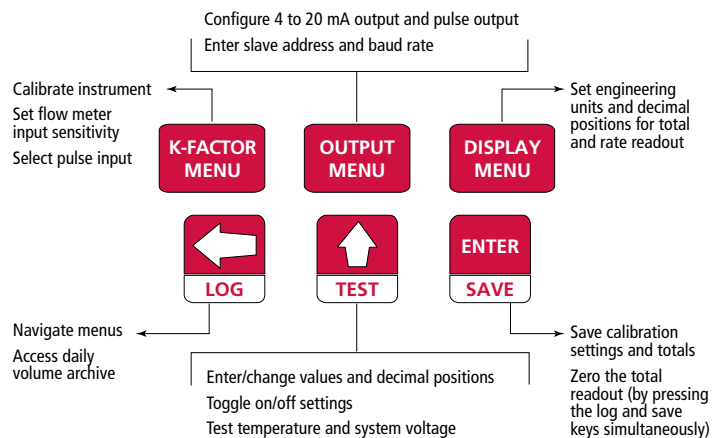 Configure 4 to 20 mA output and pulse output
Enter slave address and baud rate
Calibrate instrument
Set flow meter
input sensitivity
Select pulse input
Set engineering
units and decimal
positions for total
and rate readout
K-FACTOR
MENU
OUTPUT
MENU
DISPLAY
MENU
ENTER
LOG
TEST
SAVE
Navigate menus
Access daily
volume archive
Enter/change values and decimal positions
Toggle on/off settings
Test temperature and system voltage
Save calibration
settings and totals
Zero the total
readout (by pressing
the log and save
keys simultaneously)